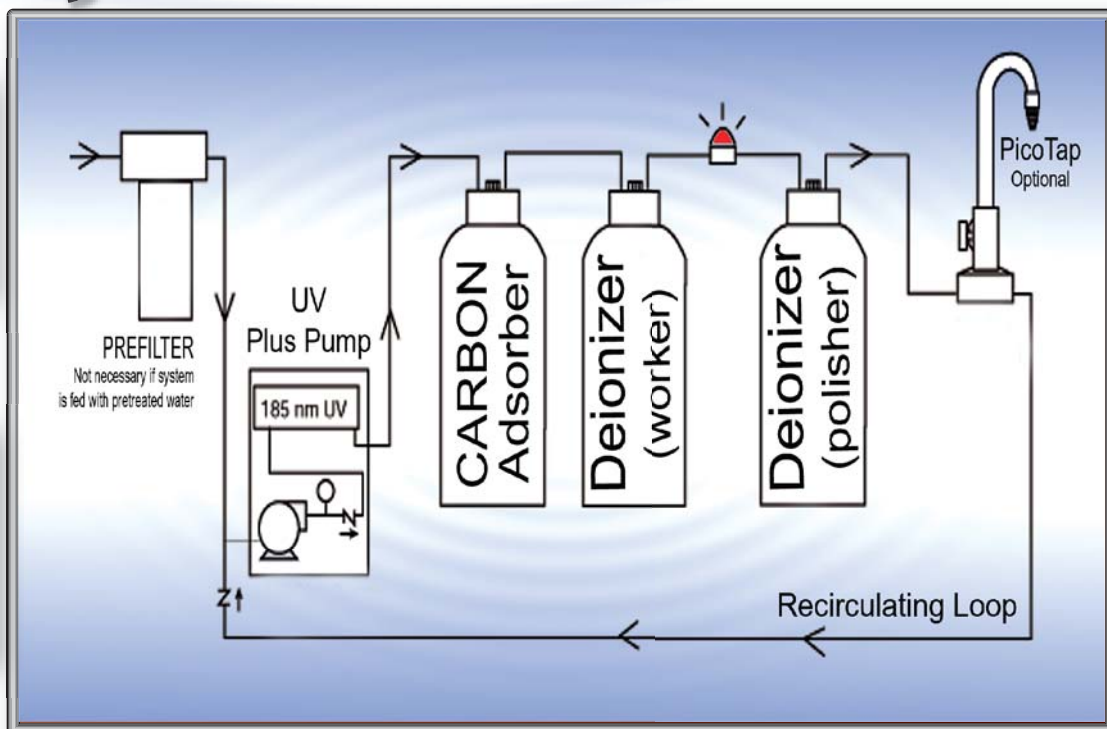 PREFILTER
Not necessary if system
is fed with pretreated water
UV
Plus Pump
185 nm UV
CARBON
Adsorber
Deionizer
(worker)
Deionizer
(polisher)
PicoTap
Optional
Recirculating Loop